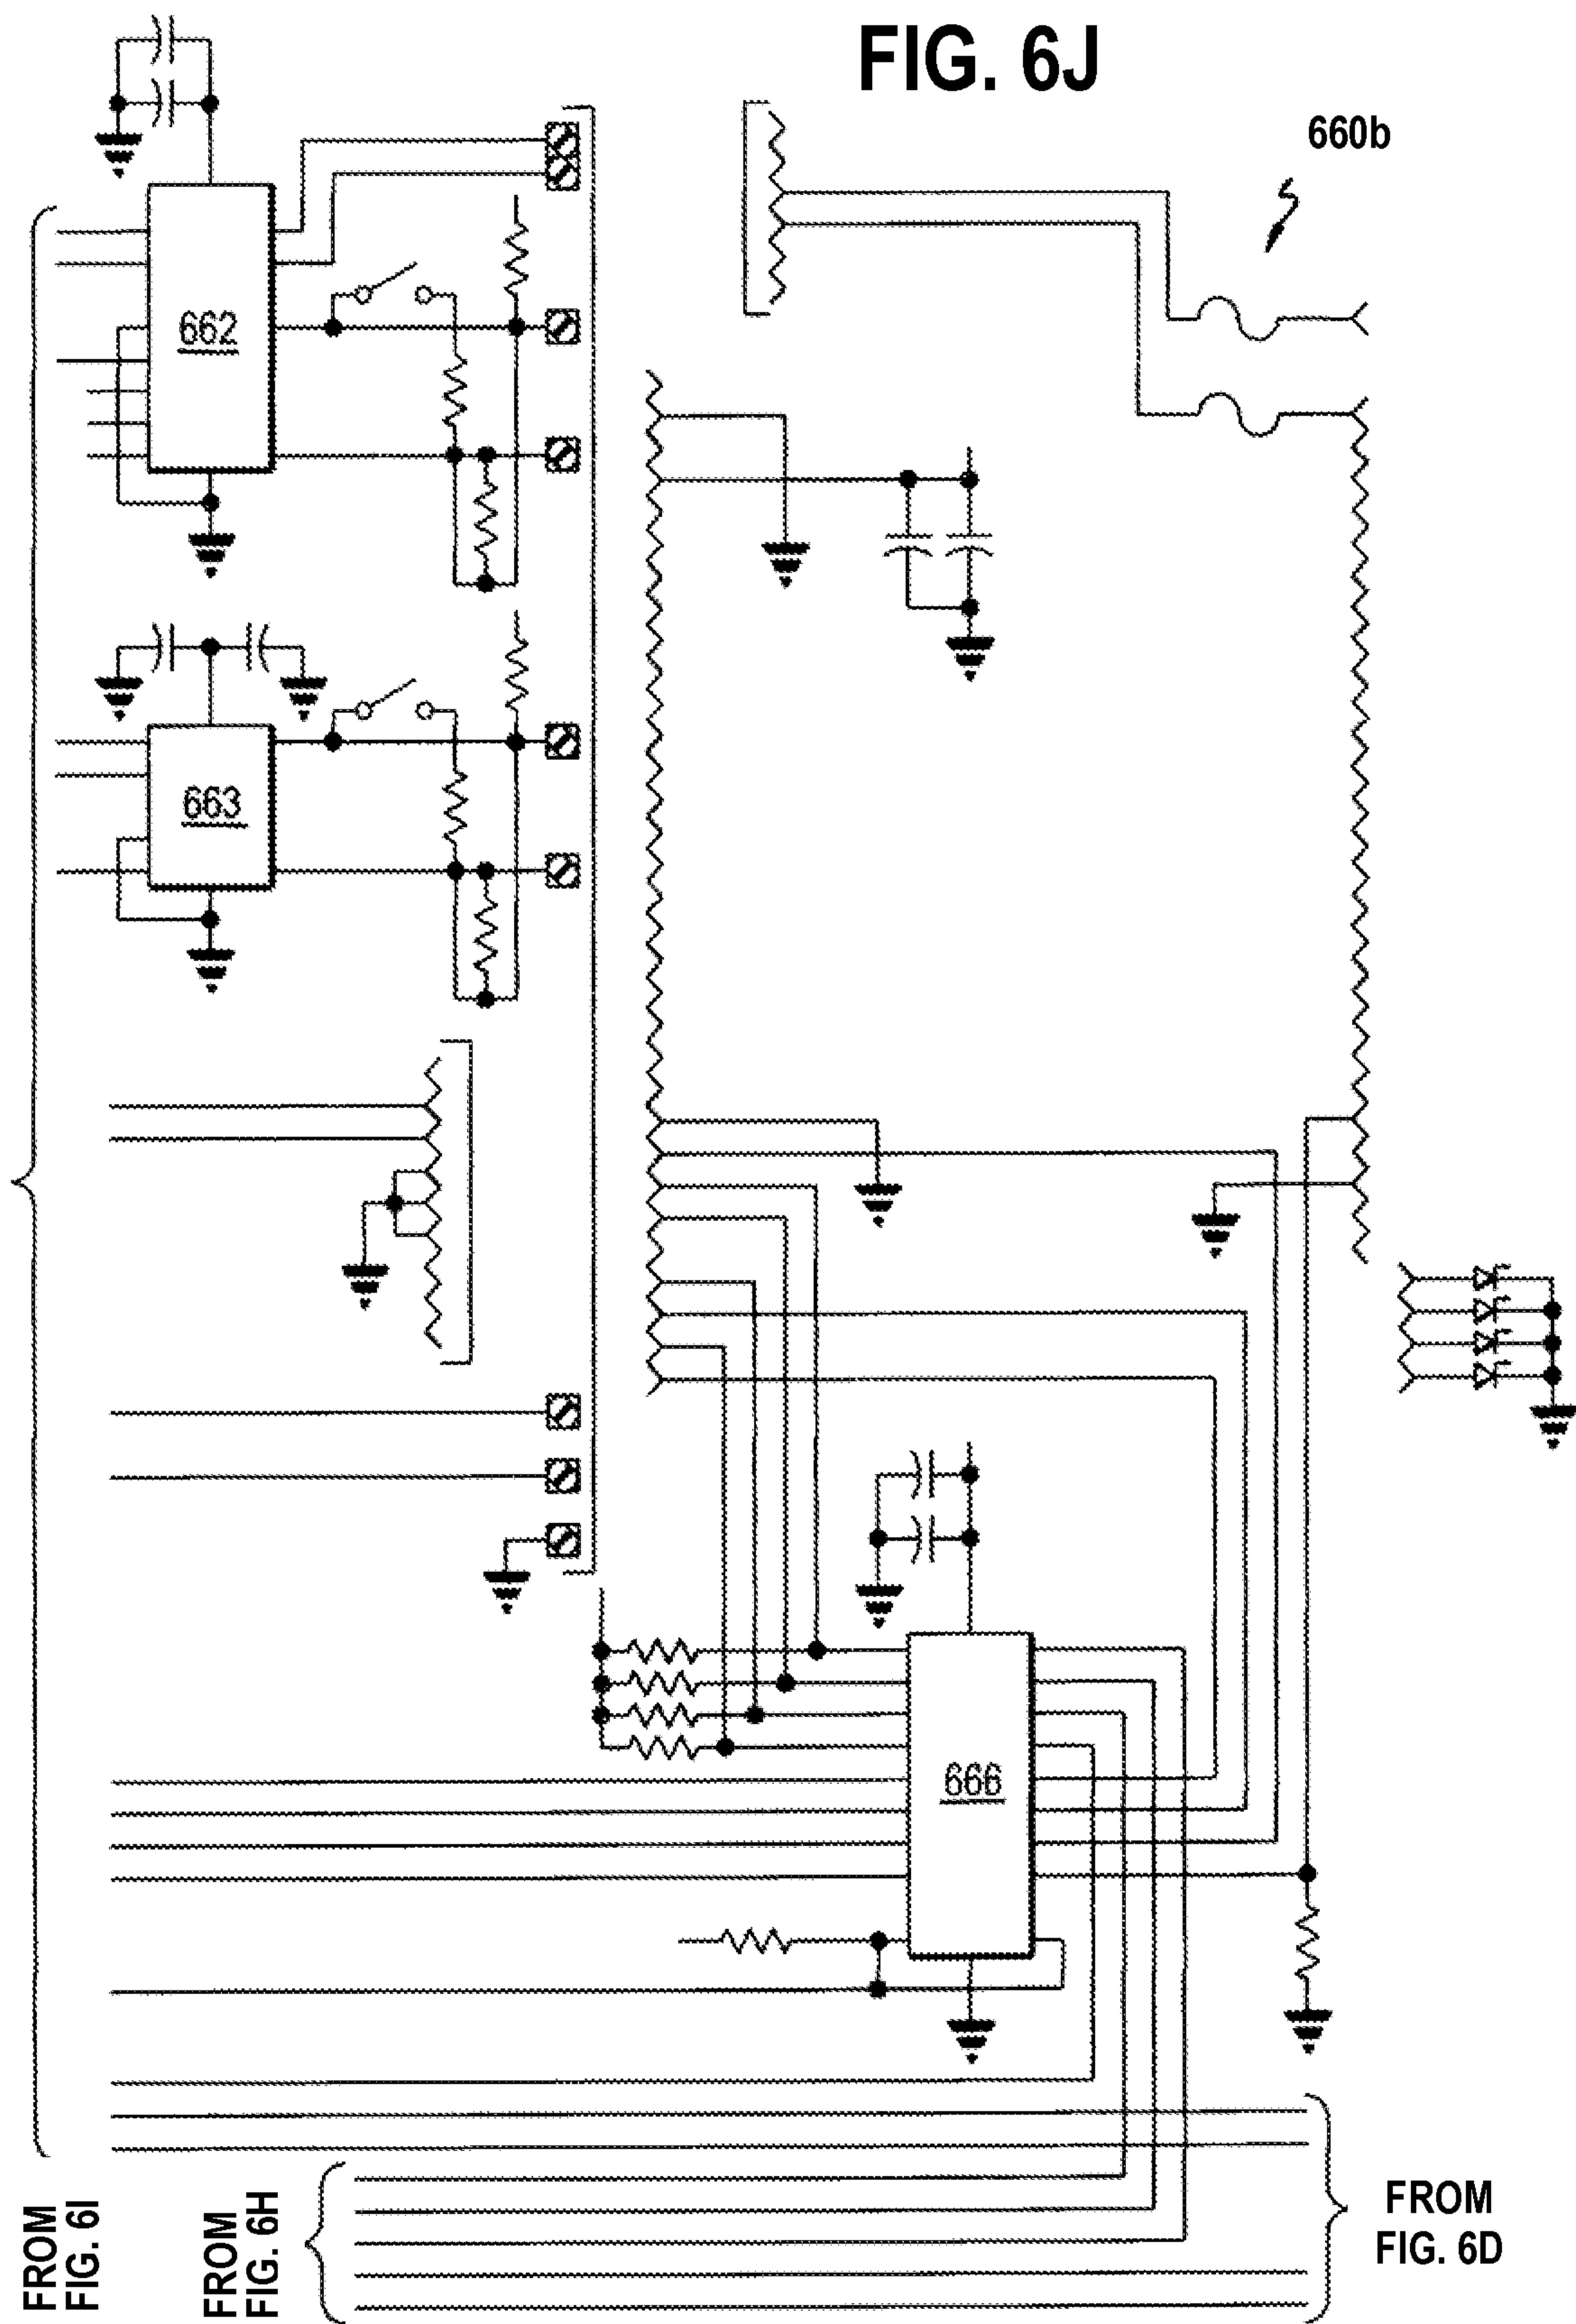 FIG. 6J
660b
662
663
666
FROM
FIG. 6I
FROM
FIG. 6H
FROM
FIG. 6D